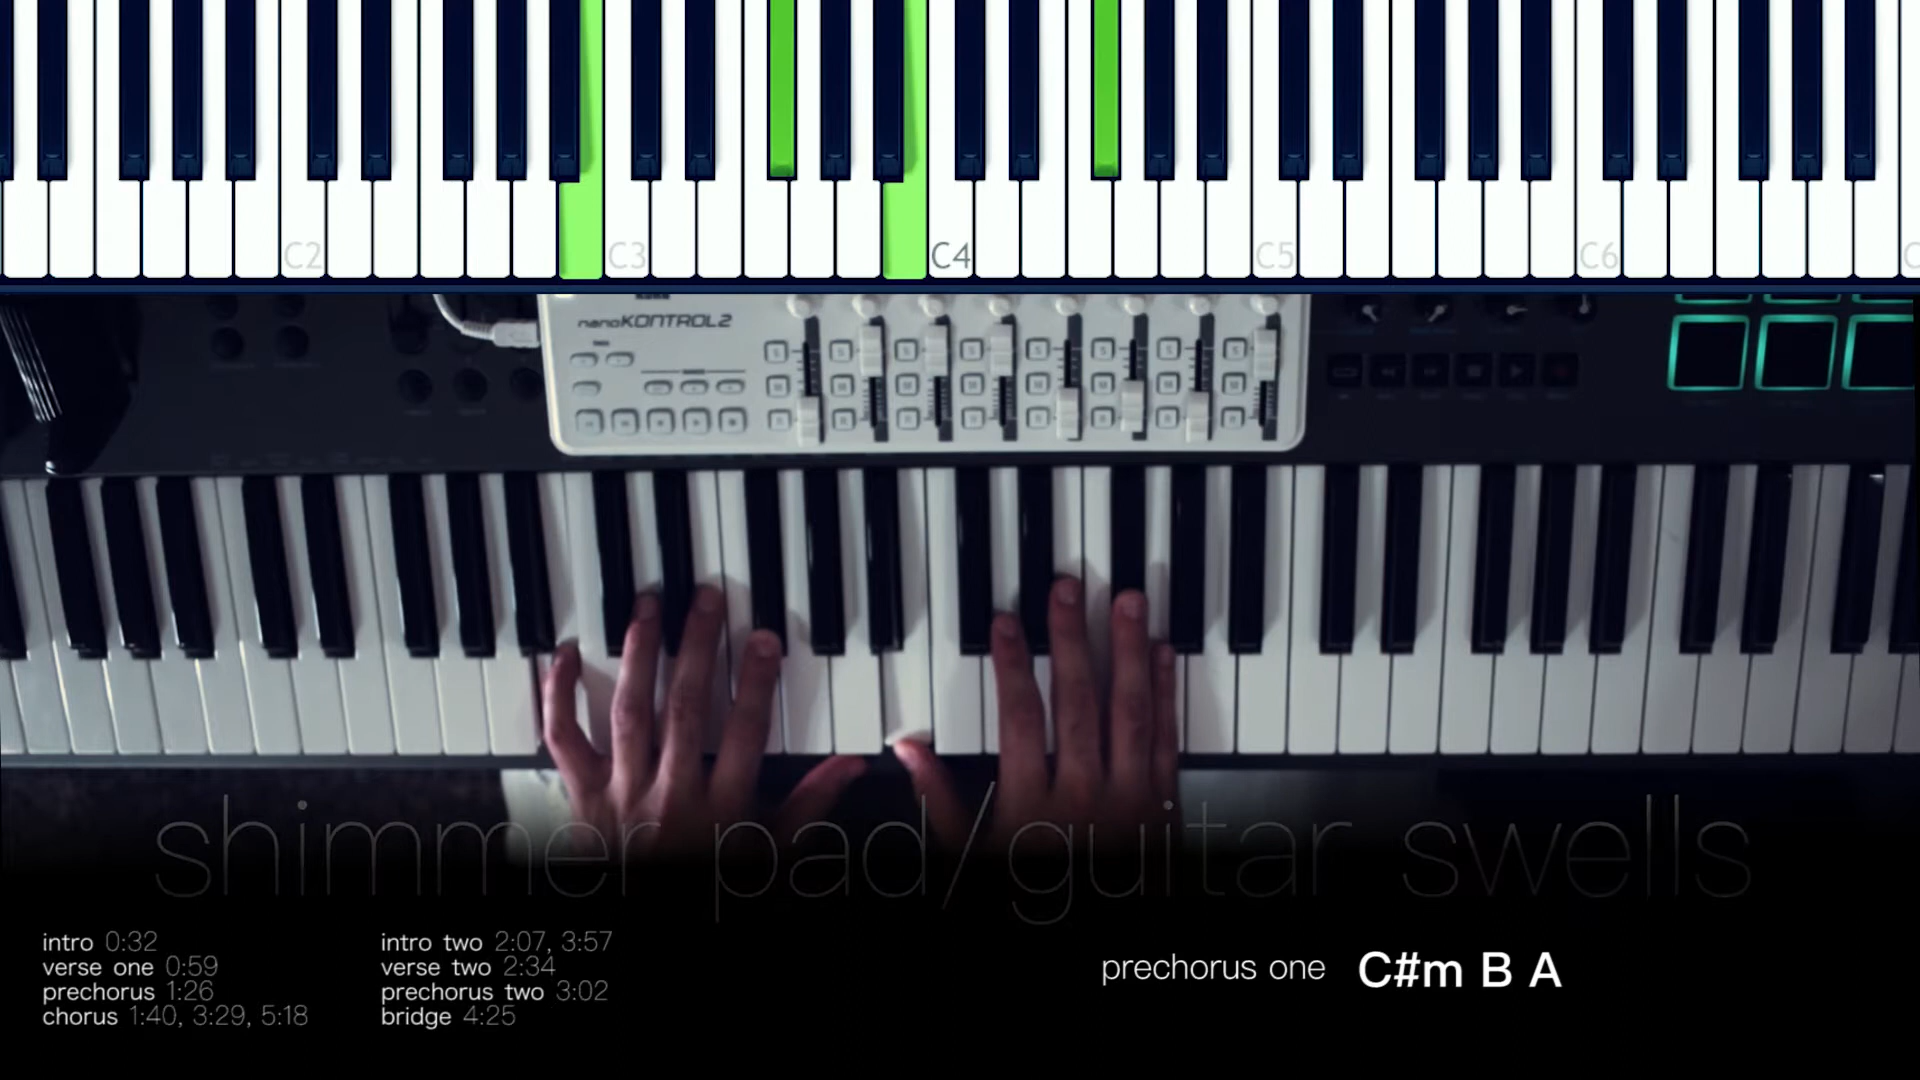 C2 C3 C4 C5 C6 C
nanoKONTROL2
shimmer pad/guitar swells
intro 0:32
verse one 0:59
prechorus 1:26
chorus 1:40, 3:29, 5:18
intro two 2:07, 3:57
verse two 2:34
prechorus two 3:02
bridge 4:25
prechorus one C#m B A